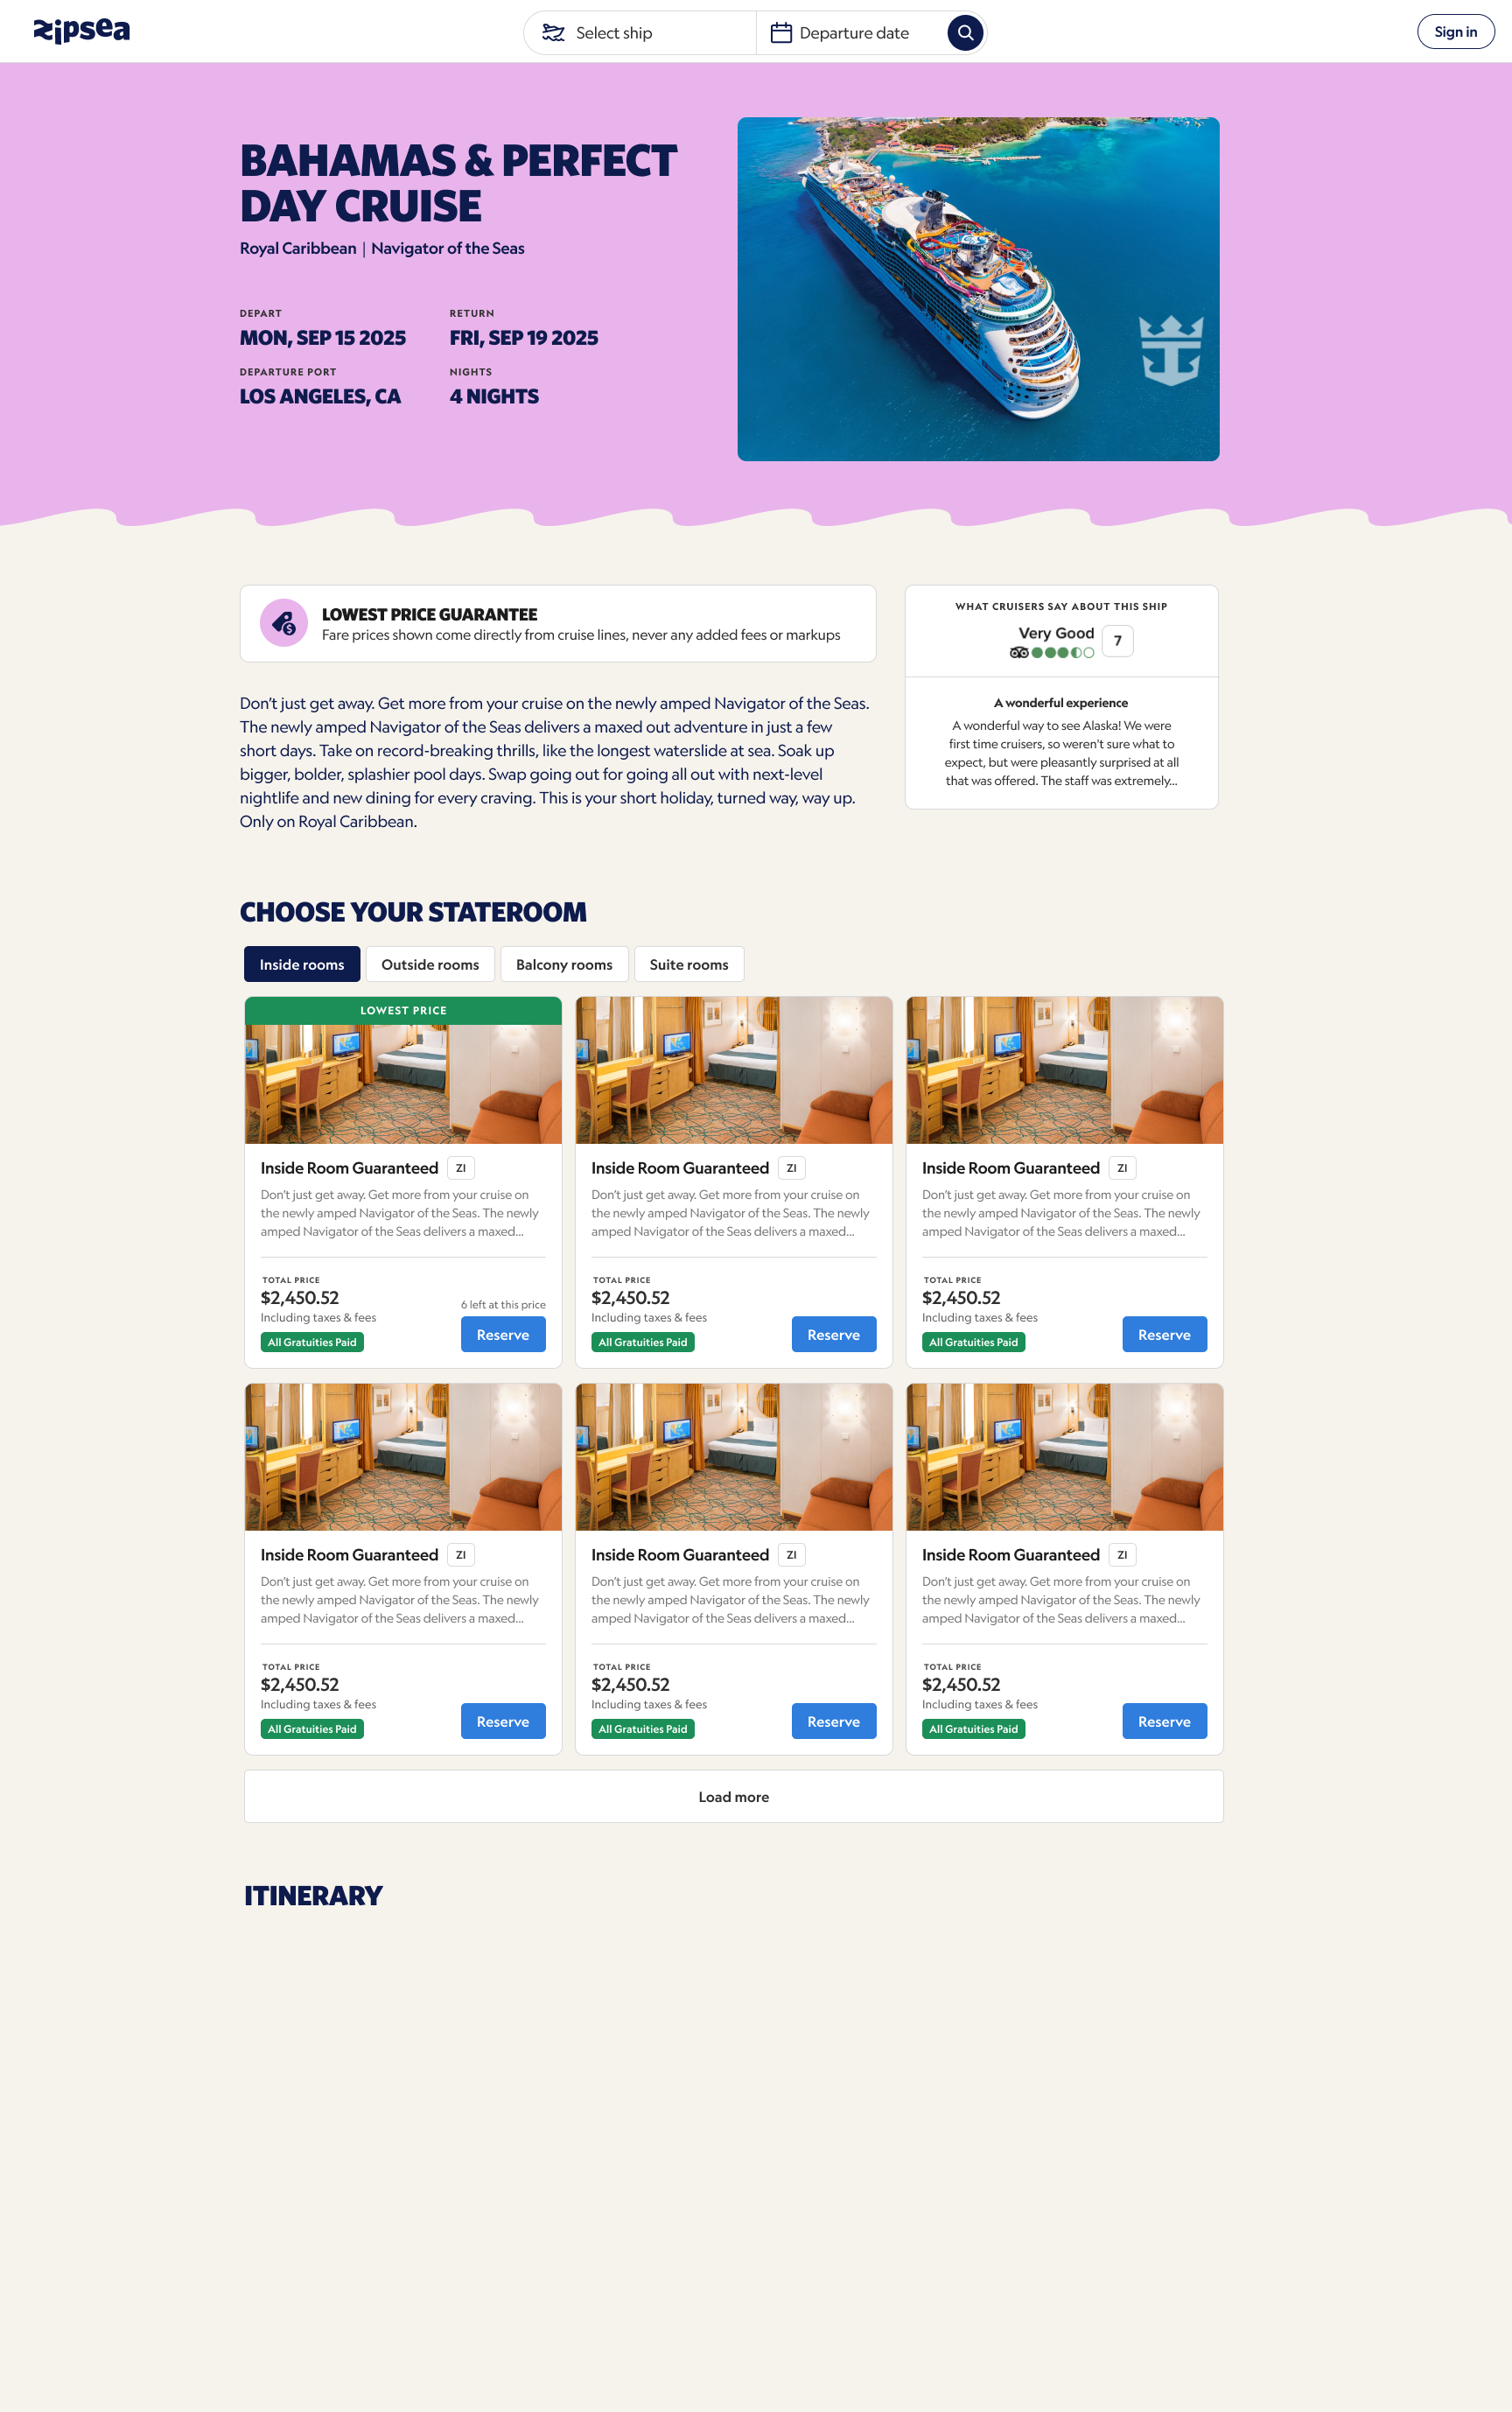 zipsea
Select ship
Departure date
Sign in
BAHAMAS & PERFECT
DAY CRUISE
Royal Caribbean | Navigator of the Seas
DEPART
RETURN
MON, SEP 15 2025
FRI, SEP 19 2025
DEPARTURE PORT
NIGHTS
LOS ANGELES, CA
4 NIGHTS
LOWEST PRICE GUARANTEE
Fare prices shown come directly from cruise lines, never any added fees or markups
Don’t just get away. Get more from your cruise on the newly amped Navigator of the Seas.
The newly amped Navigator of the Seas delivers a maxed out adventure in just a few
short days. Take on record-breaking thrills, like the longest waterslide at sea. Soak up
bigger, bolder, splashier pool days. Swap going out for going all out with next-level
nightlife and new dining for every craving. This is your short holiday, turned way, way up.
Only on Royal Caribbean.
WHAT CRUISERS SAY ABOUT THIS SHIP
Very Good
7
A wonderful experience
A wonderful way to see Alaska! We were
first time cruisers, so weren't sure what to
expect, but were pleasantly surprised at all
that was offered. The staff was extremely...
CHOOSE YOUR STATEROOM
Inside rooms
Outside rooms
Balcony rooms
Suite rooms
LOWEST PRICE
Inside Room Guaranteed ZI
Don’t just get away. Get more from your cruise on
the newly amped Navigator of the Seas. The newly
amped Navigator of the Seas delivers a maxed...
TOTAL PRICE
$2,450.52
Including taxes & fees
All Gratuities Paid
6 left at this price
Reserve
Inside Room Guaranteed ZI
Don’t just get away. Get more from your cruise on
the newly amped Navigator of the Seas. The newly
amped Navigator of the Seas delivers a maxed...
TOTAL PRICE
$2,450.52
Including taxes & fees
All Gratuities Paid
Reserve
Inside Room Guaranteed ZI
Don’t just get away. Get more from your cruise on
the newly amped Navigator of the Seas. The newly
amped Navigator of the Seas delivers a maxed...
TOTAL PRICE
$2,450.52
Including taxes & fees
All Gratuities Paid
Reserve
Inside Room Guaranteed ZI
Don’t just get away. Get more from your cruise on
the newly amped Navigator of the Seas. The newly
amped Navigator of the Seas delivers a maxed...
TOTAL PRICE
$2,450.52
Including taxes & fees
All Gratuities Paid
Reserve
Inside Room Guaranteed ZI
Don’t just get away. Get more from your cruise on
the newly amped Navigator of the Seas. The newly
amped Navigator of the Seas delivers a maxed...
TOTAL PRICE
$2,450.52
Including taxes & fees
All Gratuities Paid
Reserve
Inside Room Guaranteed ZI
Don’t just get away. Get more from your cruise on
the newly amped Navigator of the Seas. The newly
amped Navigator of the Seas delivers a maxed...
TOTAL PRICE
$2,450.52
Including taxes & fees
All Gratuities Paid
Reserve
Load more
ITINERARY